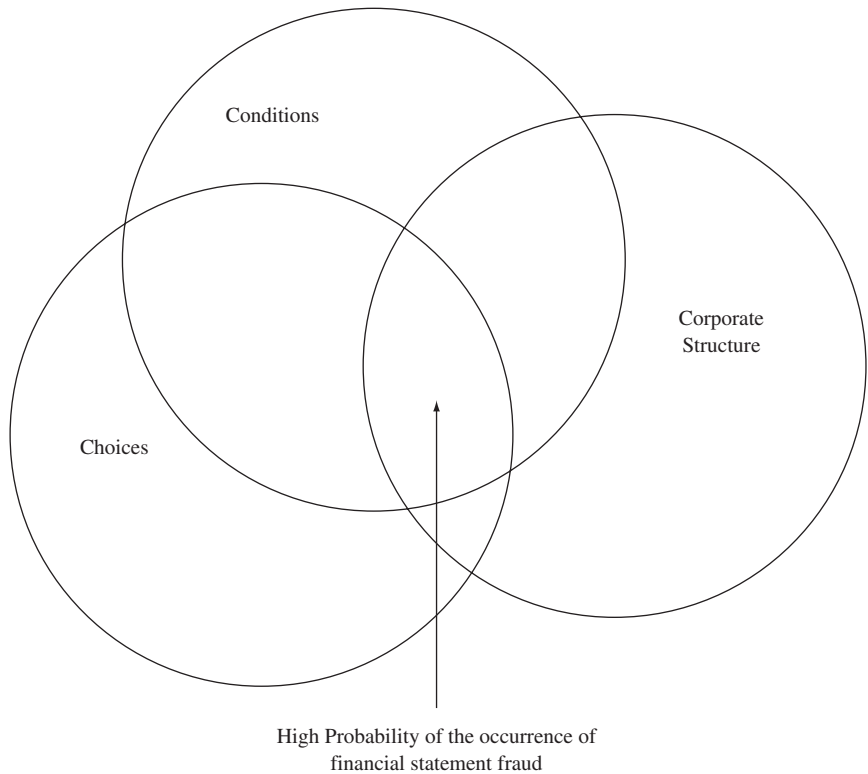 Conditions
Corporate
Structure
Choices
High Probability of the occurrence of
financial statement fraud